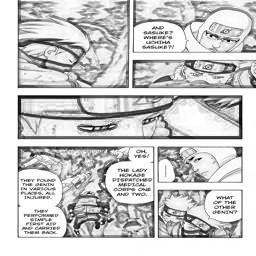 AND
SASUKE?
WHERE'S
UCHIHA
SASUKE?!
OH,
YES!
THE LADY
HOKAGE
DISPATCHED
MEDICAL
CORPS ONE
AND TWO.
THEY FOUND
THE GENIN
IN VARIOUS
PLACES, ALL
INJURED.
THEY
PERFORMED
SIMPLE
FIRST AID
AND CARRIED
THEM BACK.
WHAT
OF THE
OTHER
GENIN?